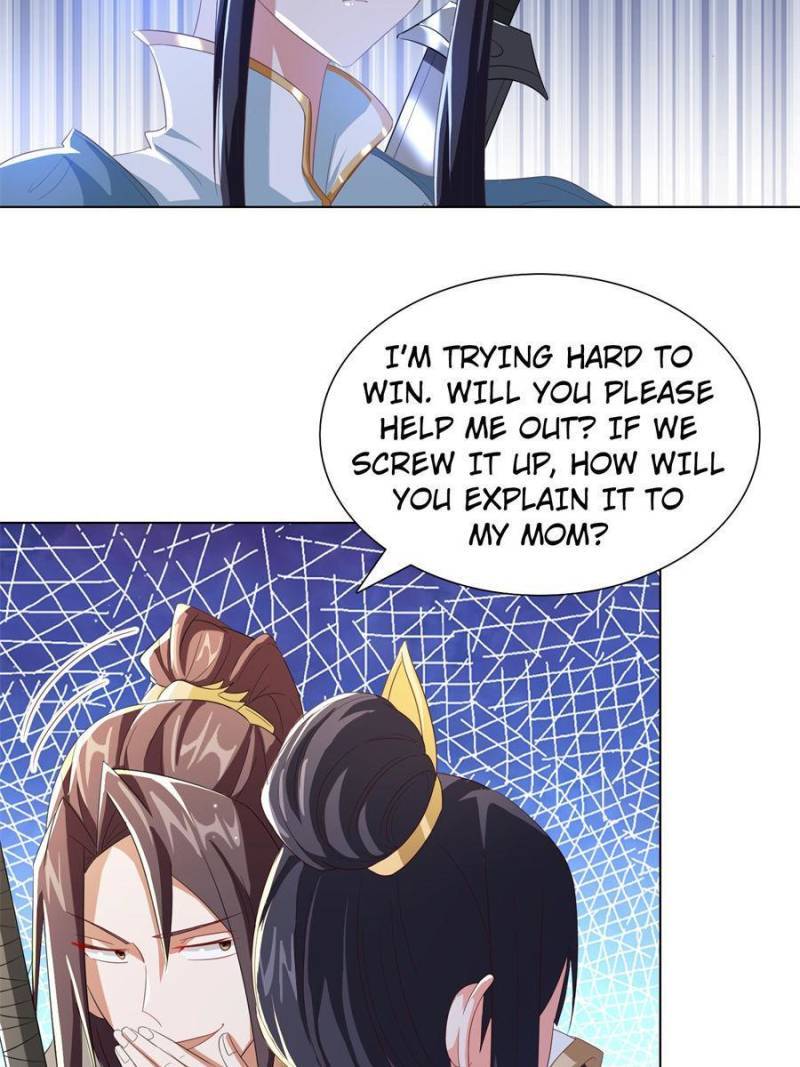 I'M TRYING HARD TO
WIN. WILL YOU PLEASE
HELP ME OUT? IF WE
SCREW IT UP, HOW WILL
YOU EXPLAIN IT TO
MY MOM?